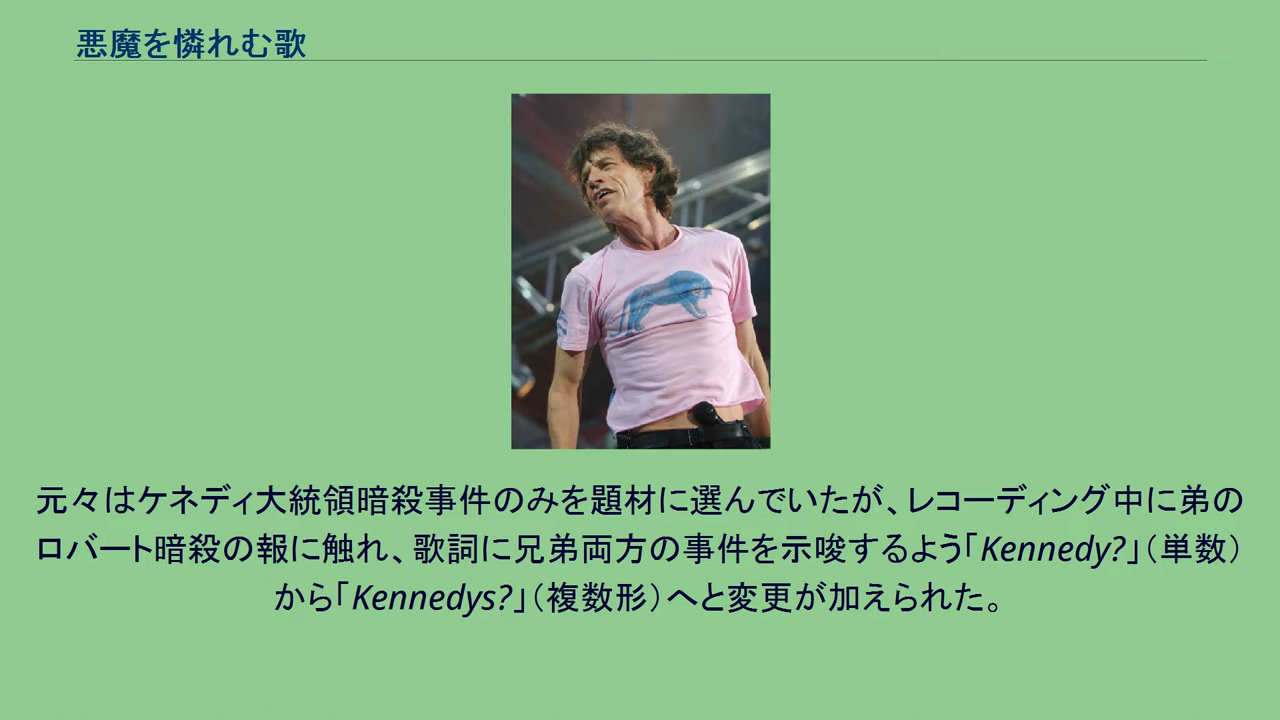 悪魔を憐れむ歌
元々はケネディ大統領暗殺事件のみを題材に選んでいたが、レコーディング中に弟の
ロバート暗殺の報に触れ、歌詞に兄弟両方の事件を示唆するよう「Kennedy?」（単数）
から「Kennedys?」（複数形）へと変更が加えられた。